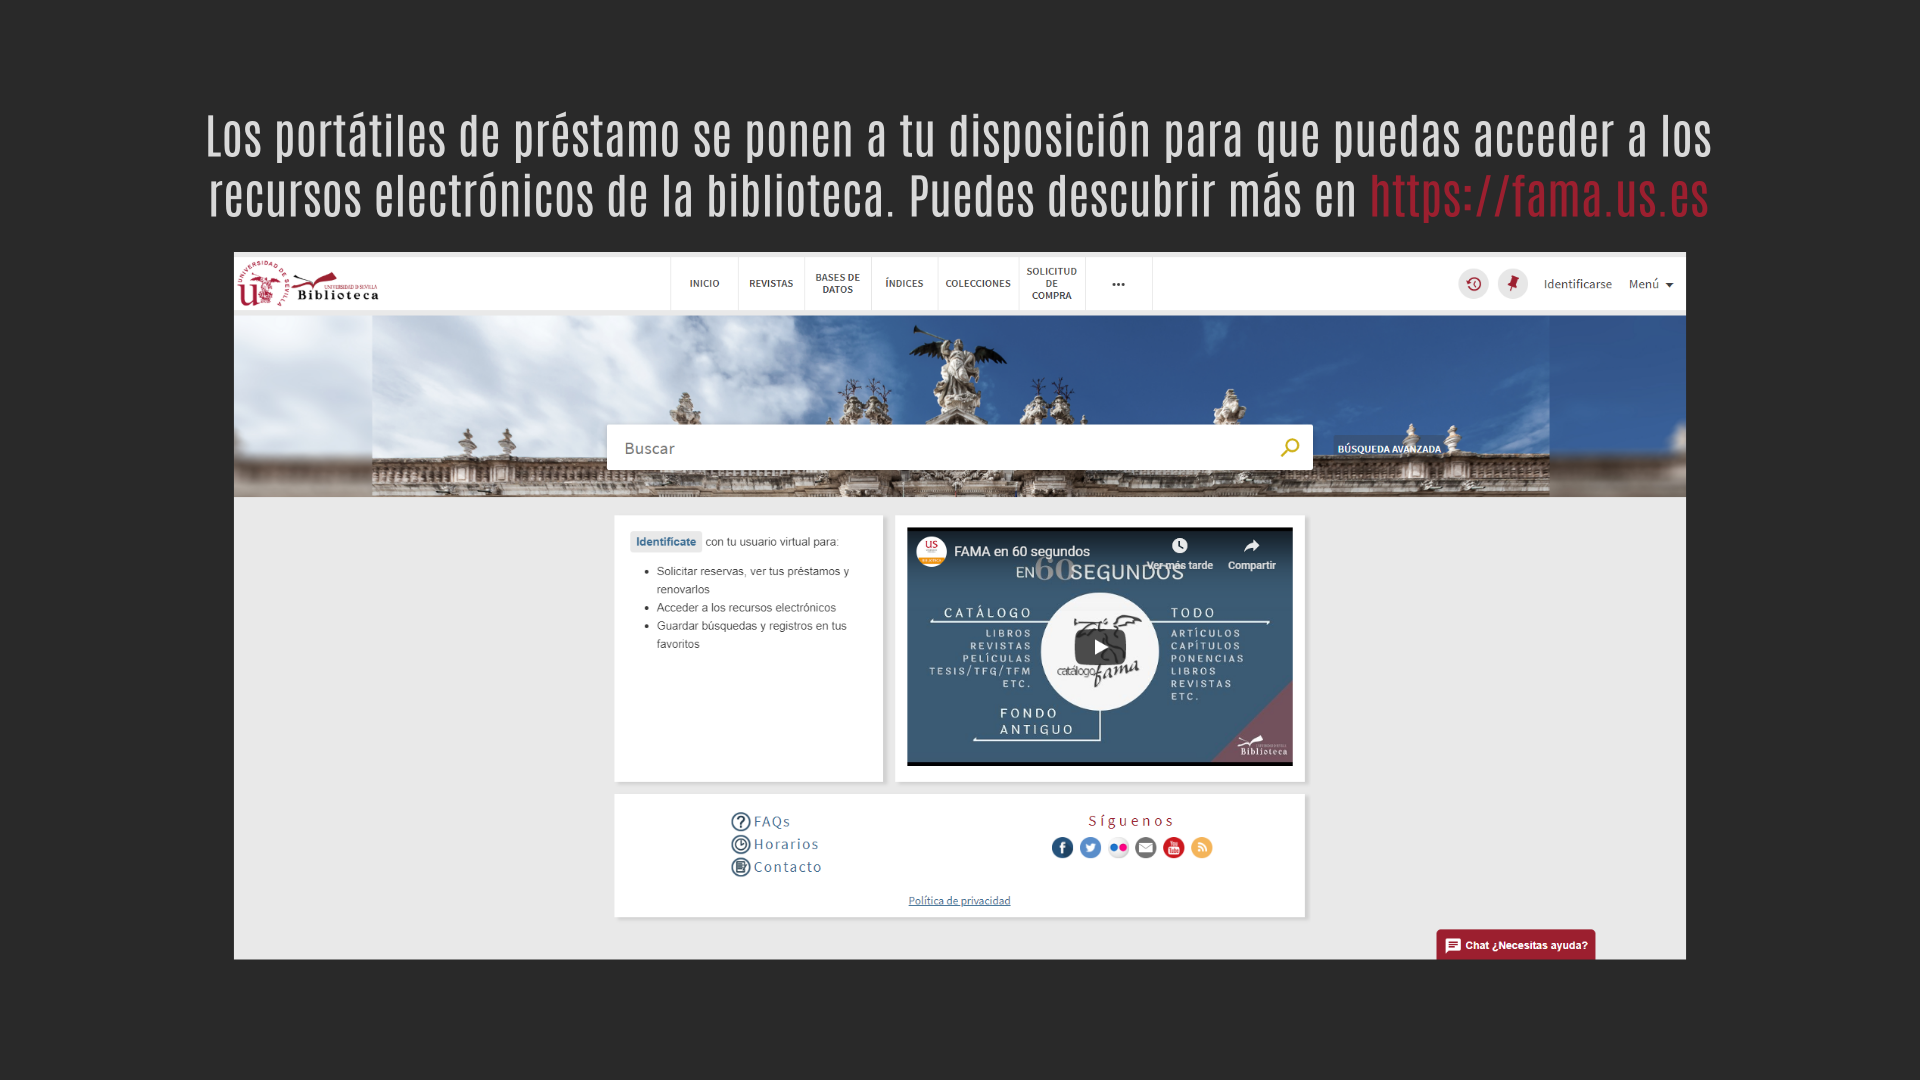 Los portátiles de préstamo se ponen a tu disposición para que puedas acceder a los
recursos electrónicos de la biblioteca. Puedes descubrir más en https://fama.us.es
UNIVERSIDAD DE SEVILLA
UNIVERSIDAD DE SEVILLA
Biblioteca
INICIO
REVISTAS
BASES DE
DATOS
ÍNDICES
COLECCIONES
SOLICITUD
DE
COMPRA
...
Identificarse
Menú
Buscar
BÚSQUEDA AVANZADA
Identifícate con tu usuario virtual para:
• Solicitar reservas, ver tus préstamos y
renovarlos
• Acceder a los recursos electrónicos
• Guardar búsquedas y registros en tus
favoritos
US
FAMA en 60 segundos
Ver más tarde
Compartir
EN 60 SEGUNDOS
CATÁLOGO
LIBROS
REVISTAS
PELÍCULAS
TESIS/TFG/TFM
ETC.
catálogo fama
TODO
ARTÍCULOS
CAPÍTULOS
PONENCIAS
LIBROS
REVISTAS
ETC.
FONDO
ANTIGUO
Biblioteca
FAQs
Horarios
Contacto
Síguenos
Política de privacidad
Chat ¿Necesitas ayuda?